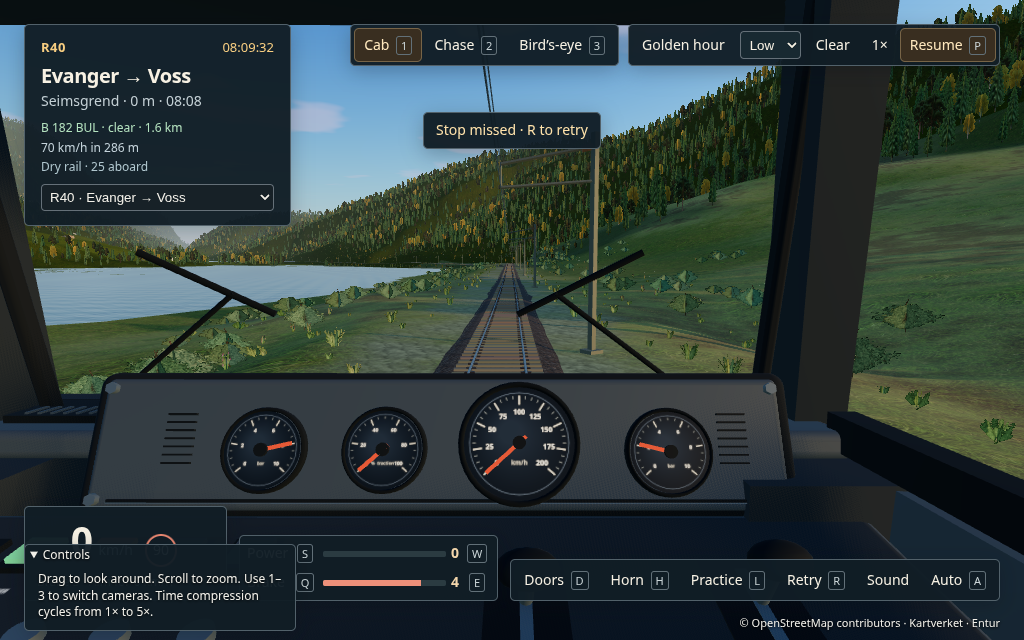 R40 08:09:32
Evanger → Voss
Seimsgrend · 0 m · 08:08
B 182 BUL · clear · 1.6 km
70 km/h in 286 m
Dry rail · 25 aboard
R40 · Evanger → Voss
Cab 1 Chase 2 Bird's-eye 3
Golden hour Low Clear 1× Resume P
Stop missed · R to retry
25 50 75 100 125 150 175 200
km/h
0 km/h 90
Power S 0 W
Q 4 E
▼ Controls
Drag to look around. Scroll to zoom. Use 1–
3 to switch cameras. Time compression
cycles from 1× to 5×.
Doors D Horn H Practice L Retry R Sound Auto A
© OpenStreetMap contributors · Kartverket · Entur